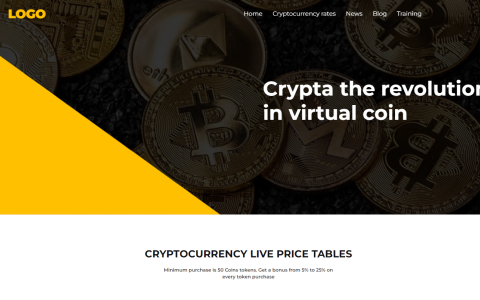 LOGO
Home Cryptocurrency rates News Blog Training
Crypta the revolution
in virtual coin
CRYPTOCURRENCY LIVE PRICE TABLES
Minimum purchase is 50 Coins tokens. Get a bonus from 5% to 25% on
every token purchase